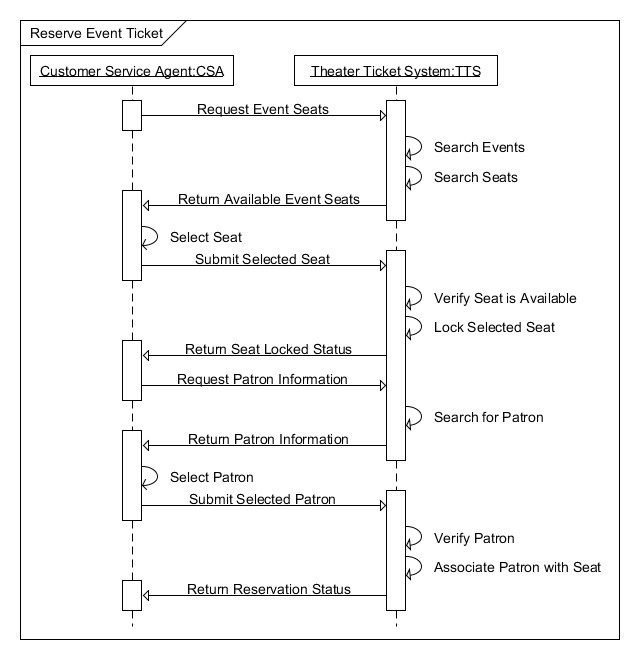 Reserve Event Ticket
Customer Service Agent:CSA
Theater Ticket System:TTS
Request Event Seats
Search Events
Search Seats
Return Available Event Seats
Select Seat
Submit Selected Seat
Verify Seat is Available
Lock Selected Seat
Return Seat Locked Status
Request Patron Information
Search for Patron
Return Patron Information
Select Patron
Submit Selected Patron
Verify Patron
Associate Patron with Seat
Return Reservation Status